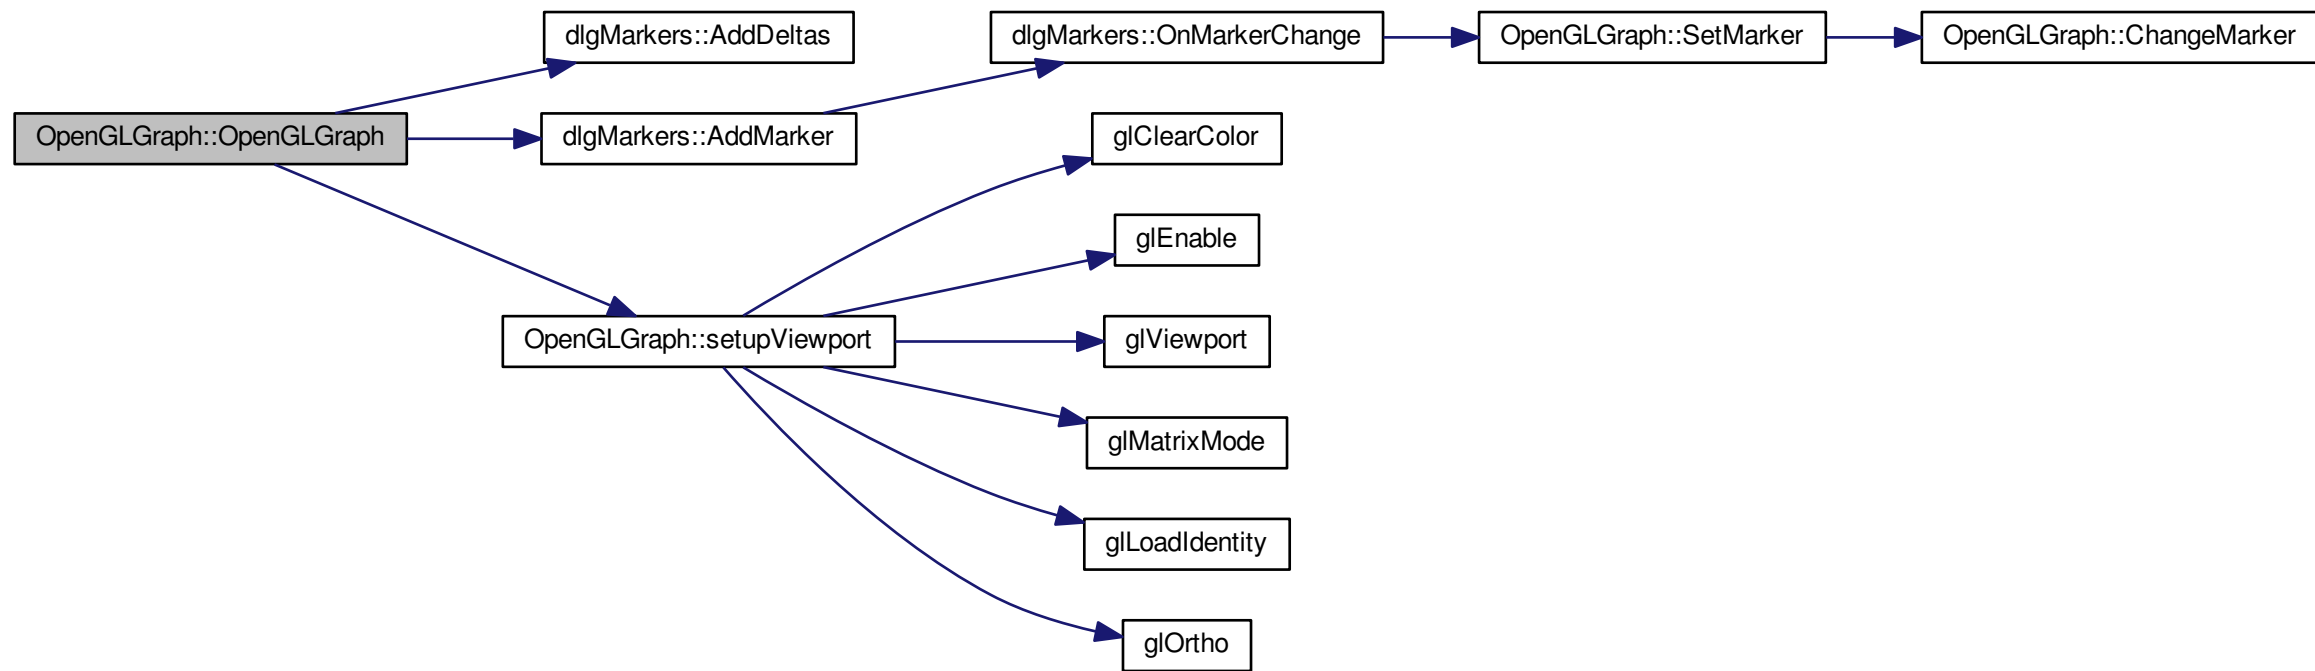 dlgMarkers::AddDeltas
dlgMarkers::OnMarkerChange
OpenGLGraph::SetMarker
OpenGLGraph::ChangeMarker
OpenGLGraph::OpenGLGraph
dlgMarkers::AddMarker
glClearColor
glEnable
OpenGLGraph::setupViewport
glViewport
glMatrixMode
glLoadIdentity
glOrtho